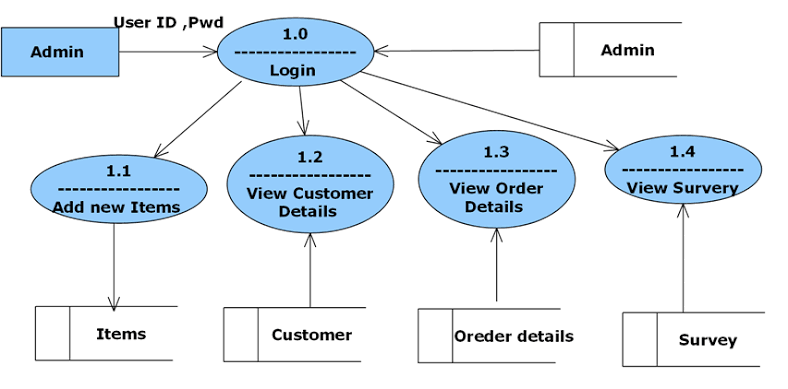 User ID ,Pwd
Admin
1.0
Login
Admin
1.1
Add new Items
1.2
View Customer
Details
1.3
View Order
Details
1.4
View Survery
Items
Customer
Oreder details
Survey